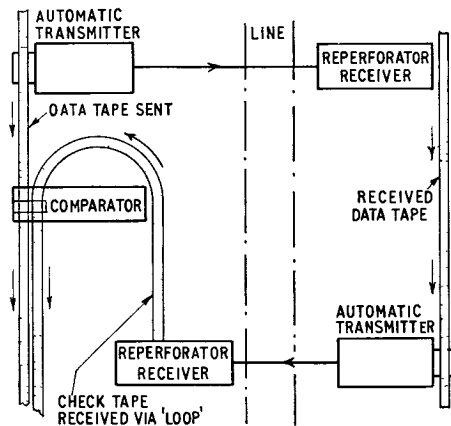 AUTOMATIC
TRANSMITTER
LINE
REPERFORATOR
RECEIVER
DATA TAPE SENT
COMPARATOR
RECEIVED
DATA TAPE
AUTOMATIC
TRANSMITTER
REPERFORATOR
RECEIVER
CHECK TAPE
RECEIVED VIA 'LOOP'